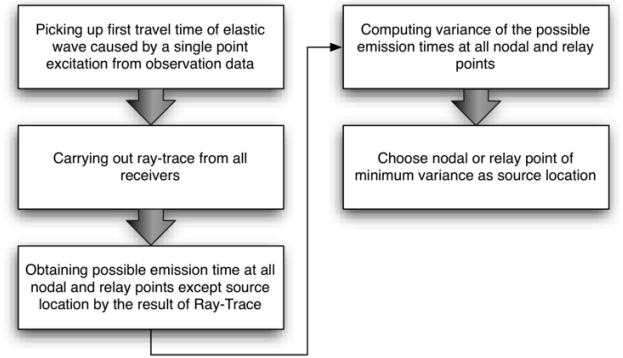 Picking up first travel time of elastic
wave caused by a single point
excitation from observation data
Carrying out ray-trace from all
receivers
Obtaining possible emission time at all
nodal and relay points except source
location by the result of Ray-Trace
Computing variance of the possible
emission times at all nodal and relay
points
Choose nodal or relay point of
minimum variance as source location